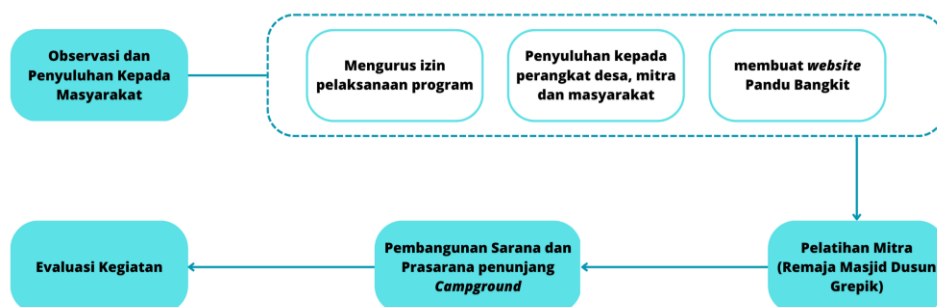 Observasi dan
Penyuluhan Kepada
Masyarakat
Mengurus izin
pelaksanaan program
Penyuluhan kepada
perangkat desa, mitra
dan masyarakat
membuat website
Pandu Bangkit
Evaluasi Kegiatan
Pembangunan Sarana dan
Prasarana penunjang
Campground
Pelatihan Mitra
(Remaja Masjid Dusun
Grepik)